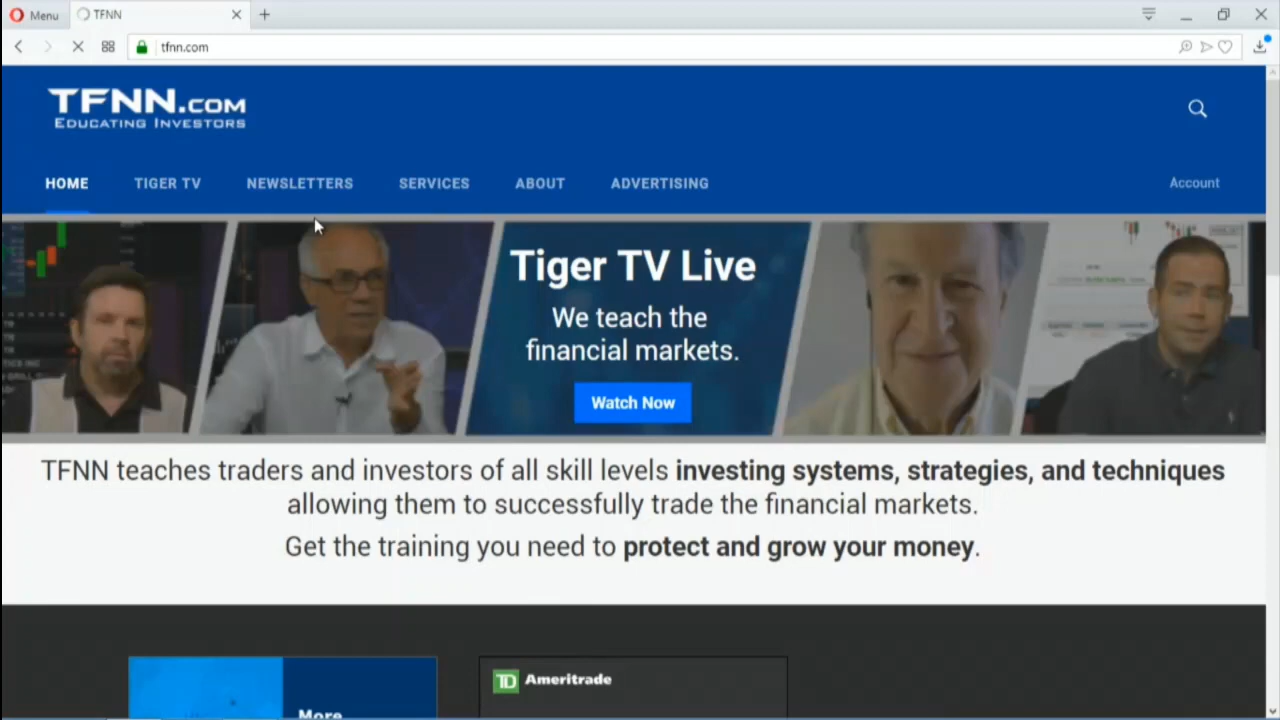 Menu
TFNN
tfnn.com
TFNN.COM
EDUCATING INVESTORS
HOME
TIGER TV
NEWSLETTERS
SERVICES
ABOUT
ADVERTISING
Account
Tiger TV Live
We teach the
financial markets.
Watch Now
TFNN teaches traders and investors of all skill levels investing systems, strategies, and techniques
allowing them to successfully trade the financial markets.
Get the training you need to protect and grow your money.
TD Ameritrade
More